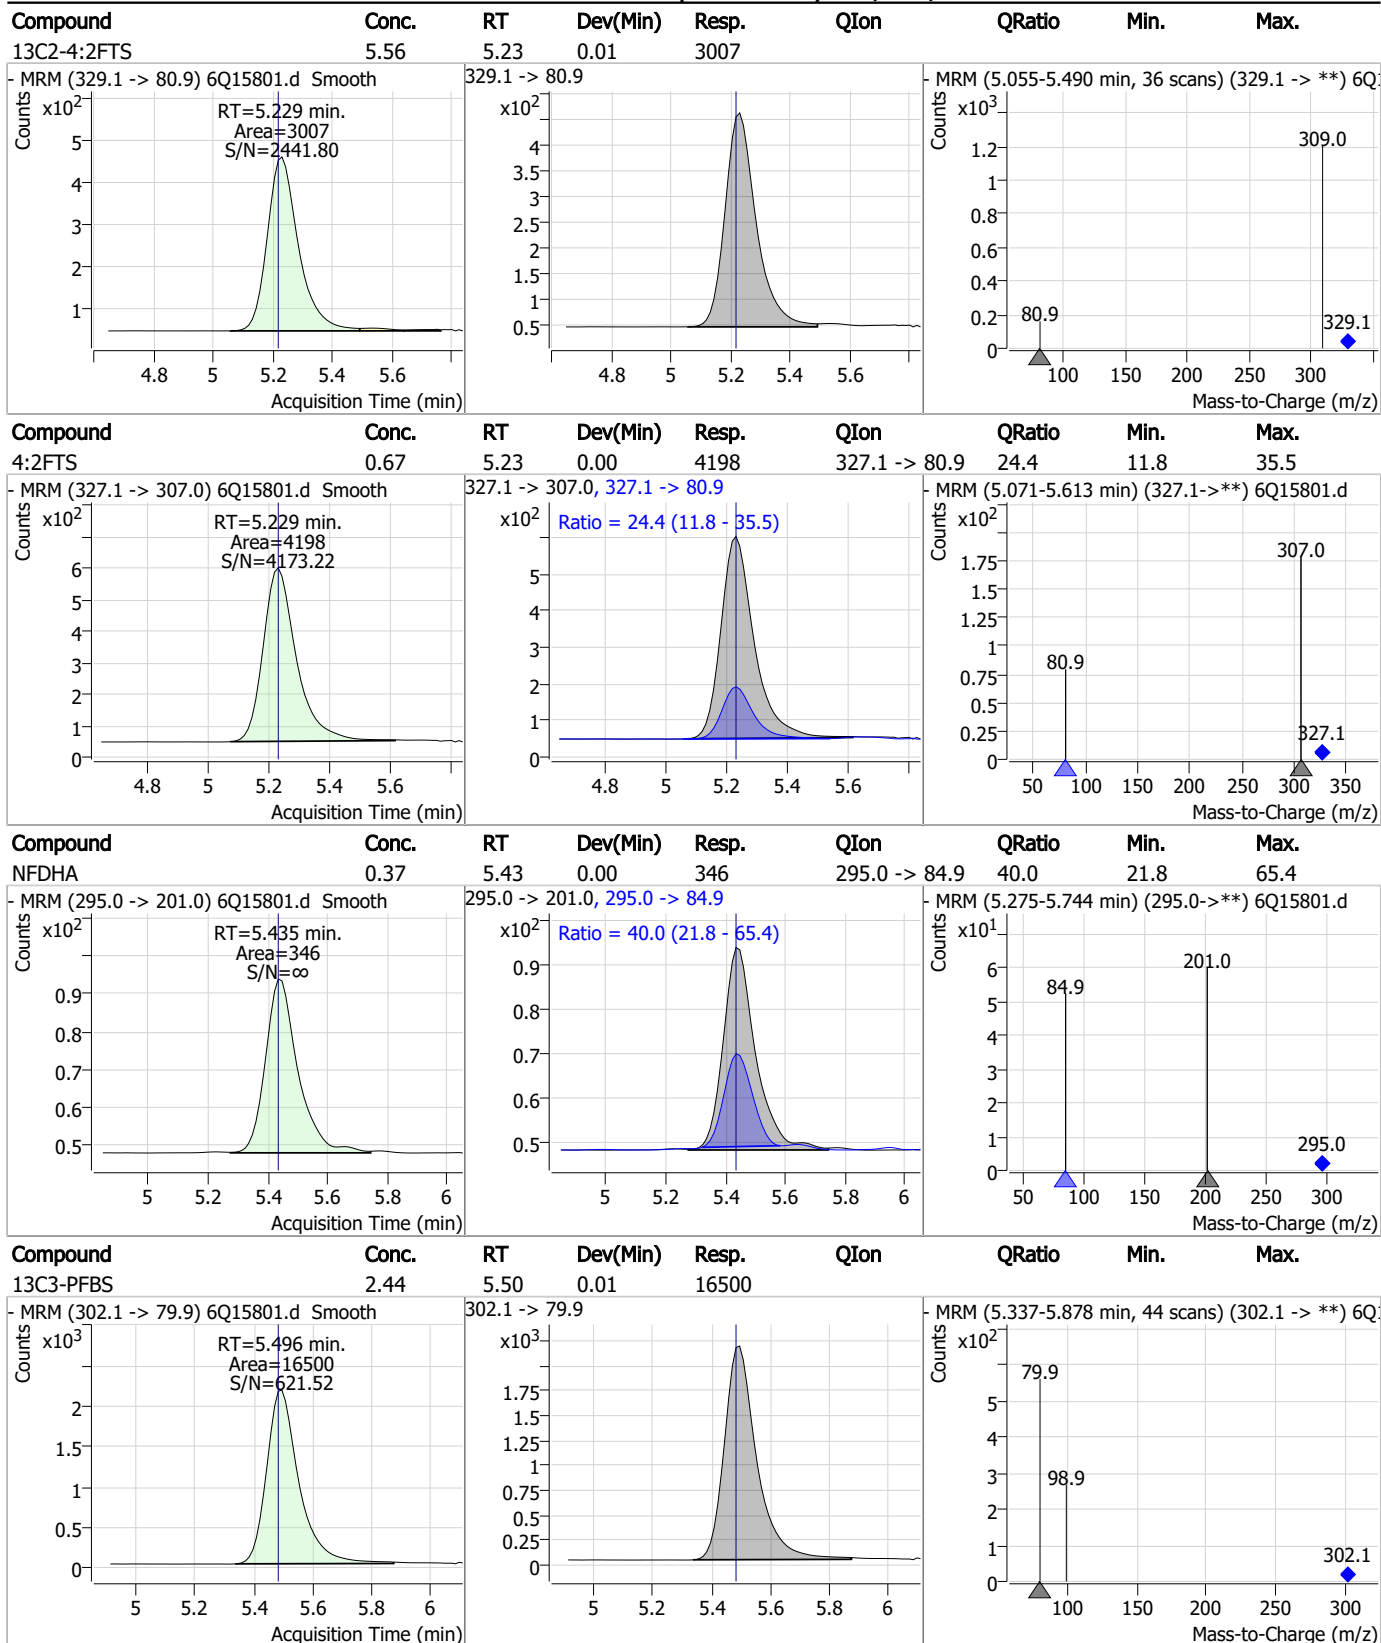 Compound Conc. RT Dev(Min) Resp. QIon QRatio Min. Max.
13C2-4:2FTS 5.56 5.23 0.01 3007
- MRM (329.1 -> 80.9) 6Q15801.d Smooth
Counts
x10²
RT=5.229 min.
Area=3007
S/N=2441.80
5
4
3
2
1
4.8 5 5.2 5.4 5.6
Acquisition Time (min)
329.1 -> 80.9
x10²
4
3.5
3
2.5
2
1.5
1
0.5
4.8 5 5.2 5.4 5.6
- MRM (5.055-5.490 min, 36 scans) (329.1 -> **) 6Q1
Counts
x10³
309.0
1.2
1
0.8
0.6
0.4
0.2
0
80.9
329.1
100 150 200 250 300
Mass-to-Charge (m/z)
Compound Conc. RT Dev(Min) Resp. QIon QRatio Min. Max.
4:2FTS 0.67 5.23 0.00 4198 327.1 -> 80.9 24.4 11.8 35.5
- MRM (327.1 -> 307.0) 6Q15801.d Smooth
Counts
x10²
RT=5.229 min.
Area=4198
S/N=4173.22
6
5
4
3
2
1
0
4.8 5 5.2 5.4 5.6
Acquisition Time (min)
327.1 -> 307.0, 327.1 -> 80.9
x10²
Ratio = 24.4 (11.8 - 35.5)
5
4
3
2
1
0
4.8 5 5.2 5.4 5.6
- MRM (5.071-5.613 min) (327.1->**) 6Q15801.d
Counts
x10²
307.0
1.75
1.5
1.25
1
0.75
0.5
0.25
0
80.9
327.1
50 100 150 200 250 300 350
Mass-to-Charge (m/z)
Compound Conc. RT Dev(Min) Resp. QIon QRatio Min. Max.
NFDHA 0.37 5.43 0.00 346 295.0 -> 84.9 40.0 21.8 65.4
- MRM (295.0 -> 201.0) 6Q15801.d Smooth
Counts
x10²
RT=5.435 min.
Area=346
S/N=∞
0.9
0.8
0.7
0.6
0.5
5 5.2 5.4 5.6 5.8 6
Acquisition Time (min)
295.0 -> 201.0, 295.0 -> 84.9
x10²
Ratio = 40.0 (21.8 - 65.4)
0.9
0.8
0.7
0.6
0.5
5 5.2 5.4 5.6 5.8 6
- MRM (5.275-5.744 min) (295.0->**) 6Q15801.d
Counts
x10¹
201.0
84.9
6
5
4
3
2
1
0
295.0
50 100 150 200 250 300
Mass-to-Charge (m/z)
Compound Conc. RT Dev(Min) Resp. QIon QRatio Min. Max.
13C3-PFBS 2.44 5.50 0.01 16500
- MRM (302.1 -> 79.9) 6Q15801.d Smooth
Counts
x10³
RT=5.496 min.
Area=16500
S/N=621.52
2
1.5
1
0.5
0
5 5.2 5.4 5.6 5.8 6
Acquisition Time (min)
302.1 -> 79.9
x10³
1.75
1.5
1.25
1
0.75
0.5
0.25
0
5 5.2 5.4 5.6 5.8 6
- MRM (5.337-5.878 min, 44 scans) (302.1 -> **) 6Q1
Counts
x10²
79.9
98.9
5
4
3
2
1
0
302.1
100 150 200 250 300
Mass-to-Charge (m/z)